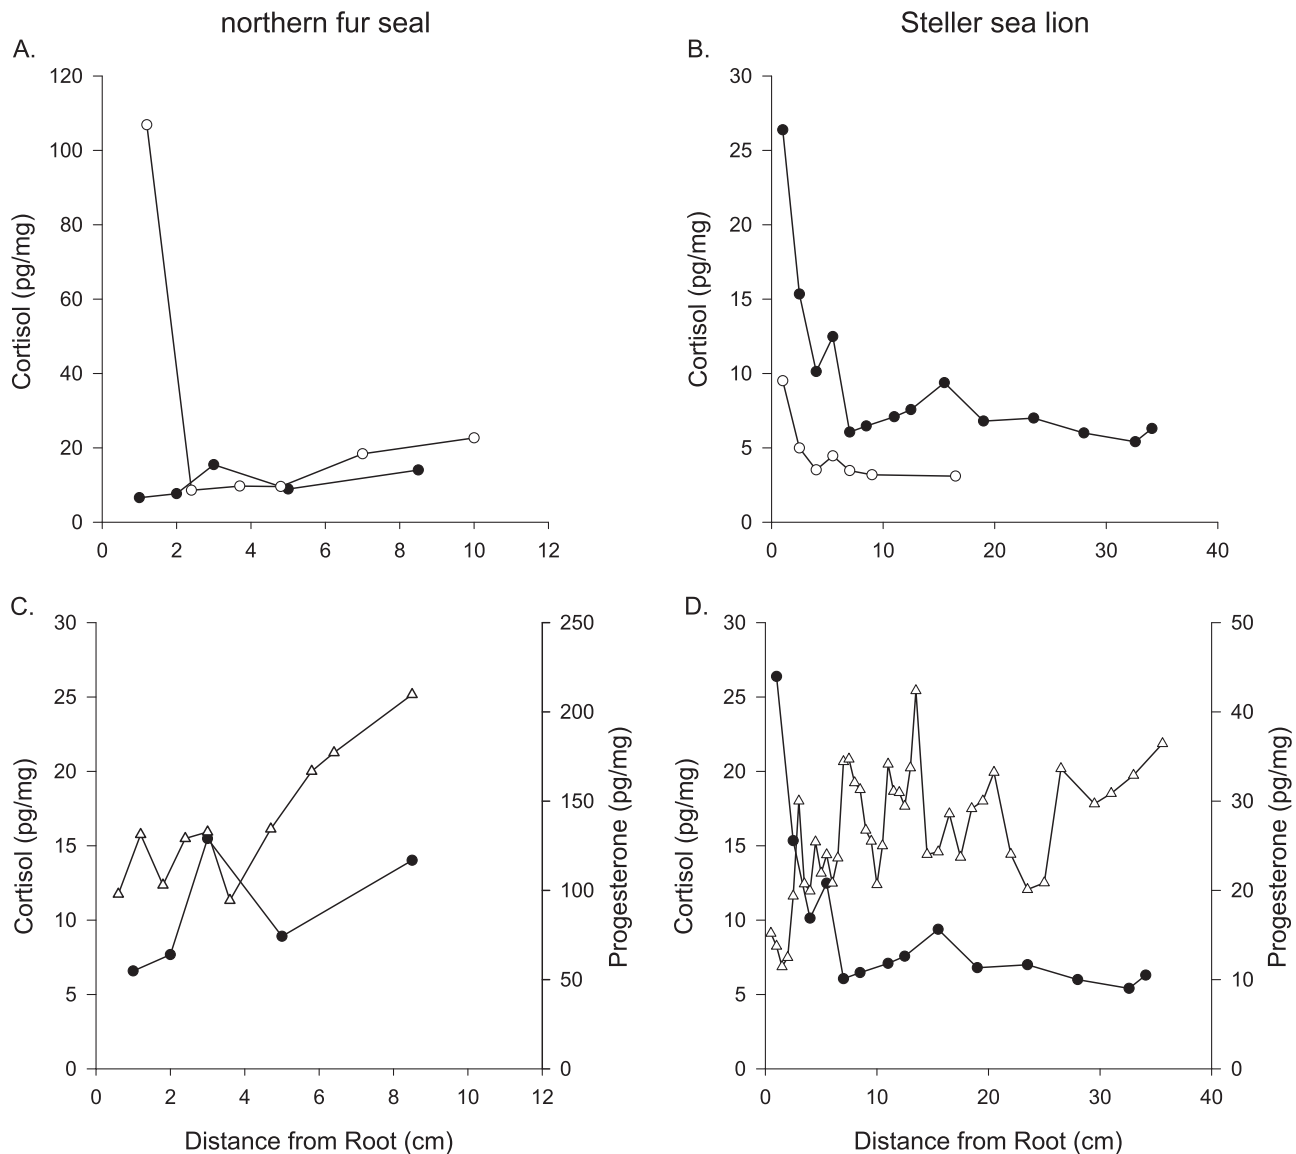 northern fur seal
Steller sea lion
A.
B.
120
100
80
60
40
20
0
Cortisol (pg/mg)
0 2 4 6 8 10 12
30
25
20
15
10
5
0
Cortisol (pg/mg)
0 10 20 30 40
C.
D.
30
25
20
15
10
5
0
Cortisol (pg/mg)
250
200
150
100
50
0
Progesterone (pg/mg)
0 2 4 6 8 10 12
Distance from Root (cm)
30
25
20
15
10
5
0
Cortisol (pg/mg)
50
40
30
20
10
0
Progesterone (pg/mg)
0 10 20 30 40
Distance from Root (cm)